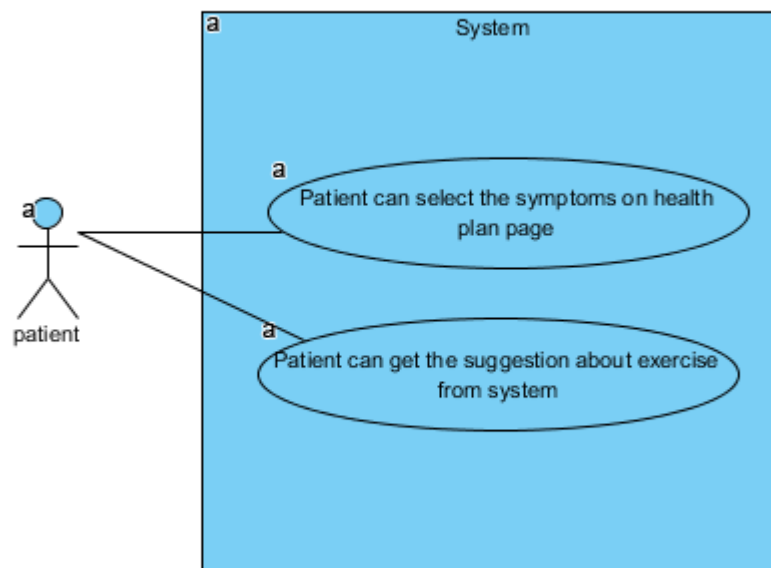 a
System
a
Patient can select the symptoms on health
plan page
a
patient
a
Patient can get the suggestion about exercise
from system